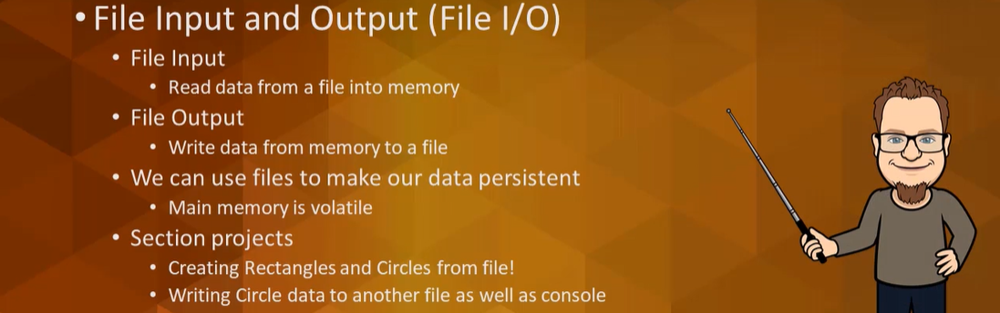 • File Input and Output (File I/O)
• File Input
• Read data from a file into memory
• File Output
• Write data from memory to a file
• We can use files to make our data persistent
• Main memory is volatile
• Section projects
• Creating Rectangles and Circles from file!
• Writing Circle data to another file as well as console